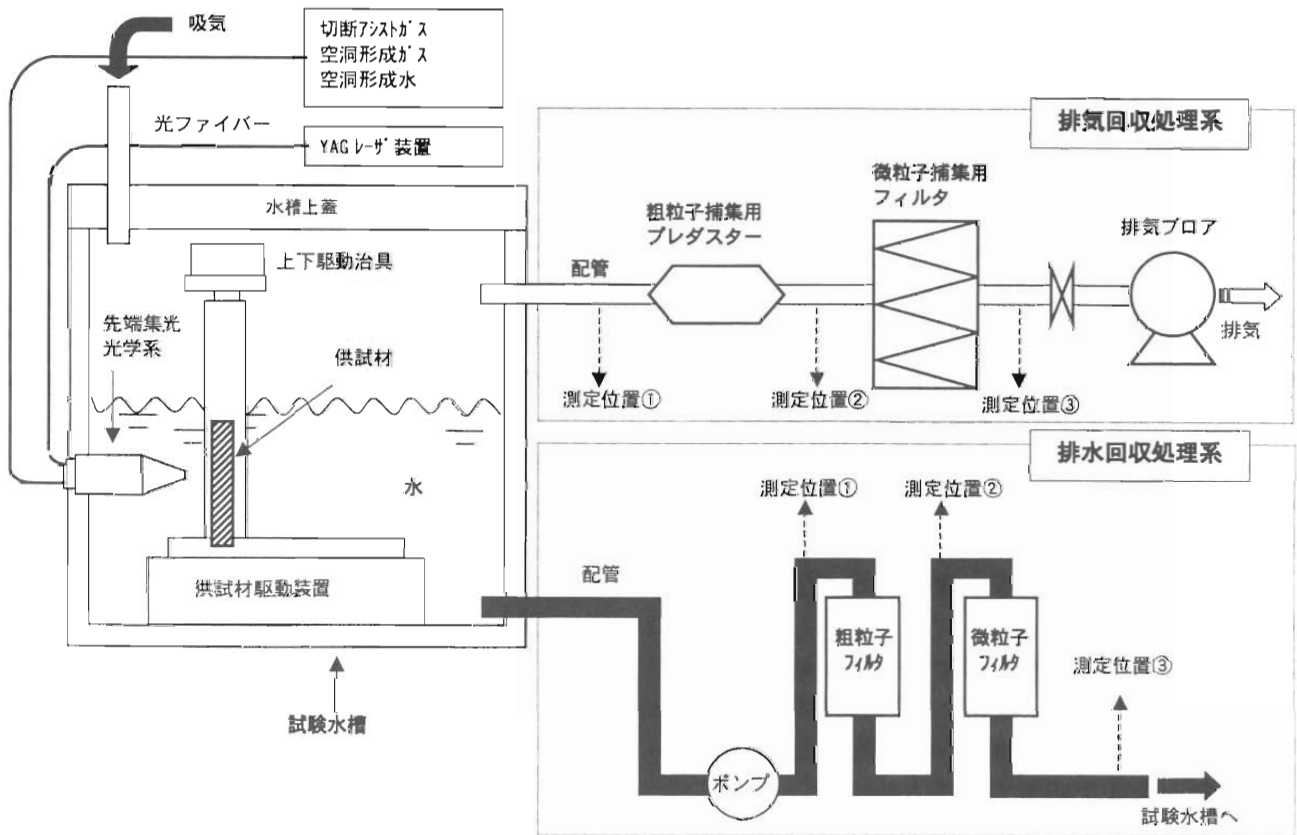 吸気
切断アシストガス
空洞形成ガス
空洞形成水
光ファイバー
YAGレーザ装置
水槽上蓋
上下駆動治具
先端集光
光学系
供試材
水
供試材駆動装置
試験水槽
排気回収処理系
微粒子捕集用
フィルタ
粗粒子捕集用
プレダスター
排気ブロア
配管
排気
測定位置①
測定位置②
測定位置③
排水回収処理系
測定位置①
測定位置②
配管
粗粒子
フィルタ
微粒子
フィルタ
測定位置③
ポンプ
試験水槽へ